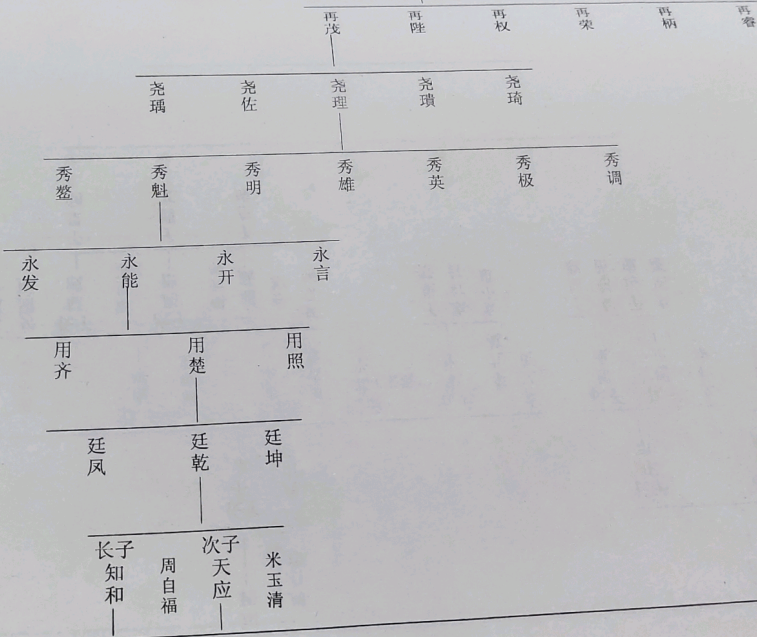 再茂 再陛 再权 再荣 再柄 再睿
尧瑀 尧佐 尧理 尧璝 尧琦
秀鳌 秀魁 秀明 秀雄 秀英 秀极 秀调
永发 永能 永开 永言
用齐 用楚 用照
廷凤 廷乾 廷坤
长子知和 周自福 次子天应 米玉清